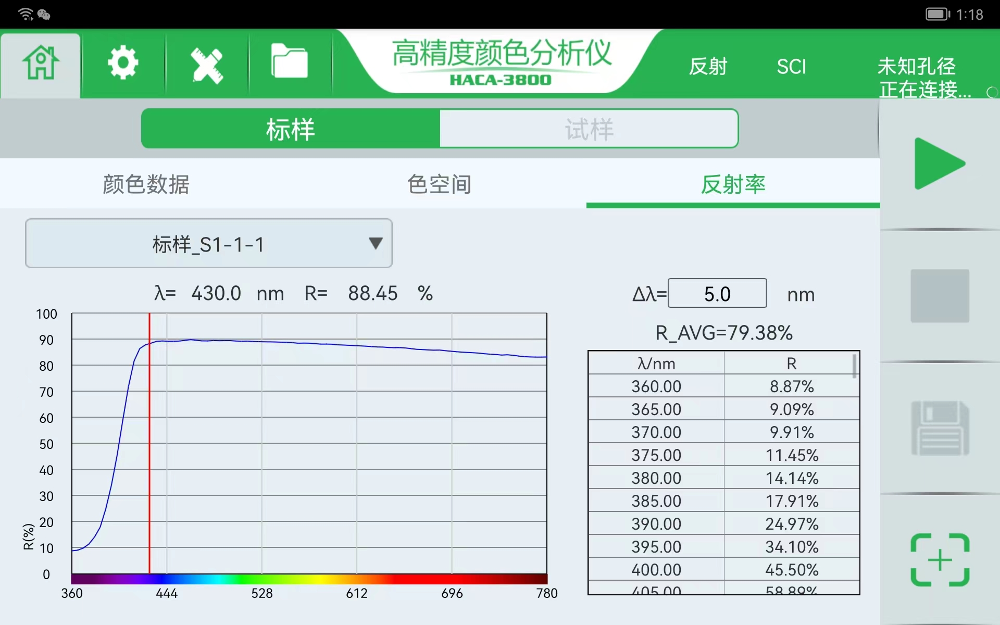 1:18
高精度颜色分析仪
HACA-3800
反射
SCI
未知孔径
正在连接...
标样
试样
颜色数据
色空间
反射率
标样_S1-1-1
λ= 430.0 nm R= 88.45 %
Δλ= 5.0 nm
R_AVG=79.38%
100
90
80
70
60
50
40
30
20
10
0
R(%)
360 444 528 612 696 780
λ/nm R
360.00 8.87%
365.00 9.09%
370.00 9.91%
375.00 11.45%
380.00 14.14%
385.00 17.91%
390.00 24.97%
395.00 34.10%
400.00 45.50%
405.00 58.89%